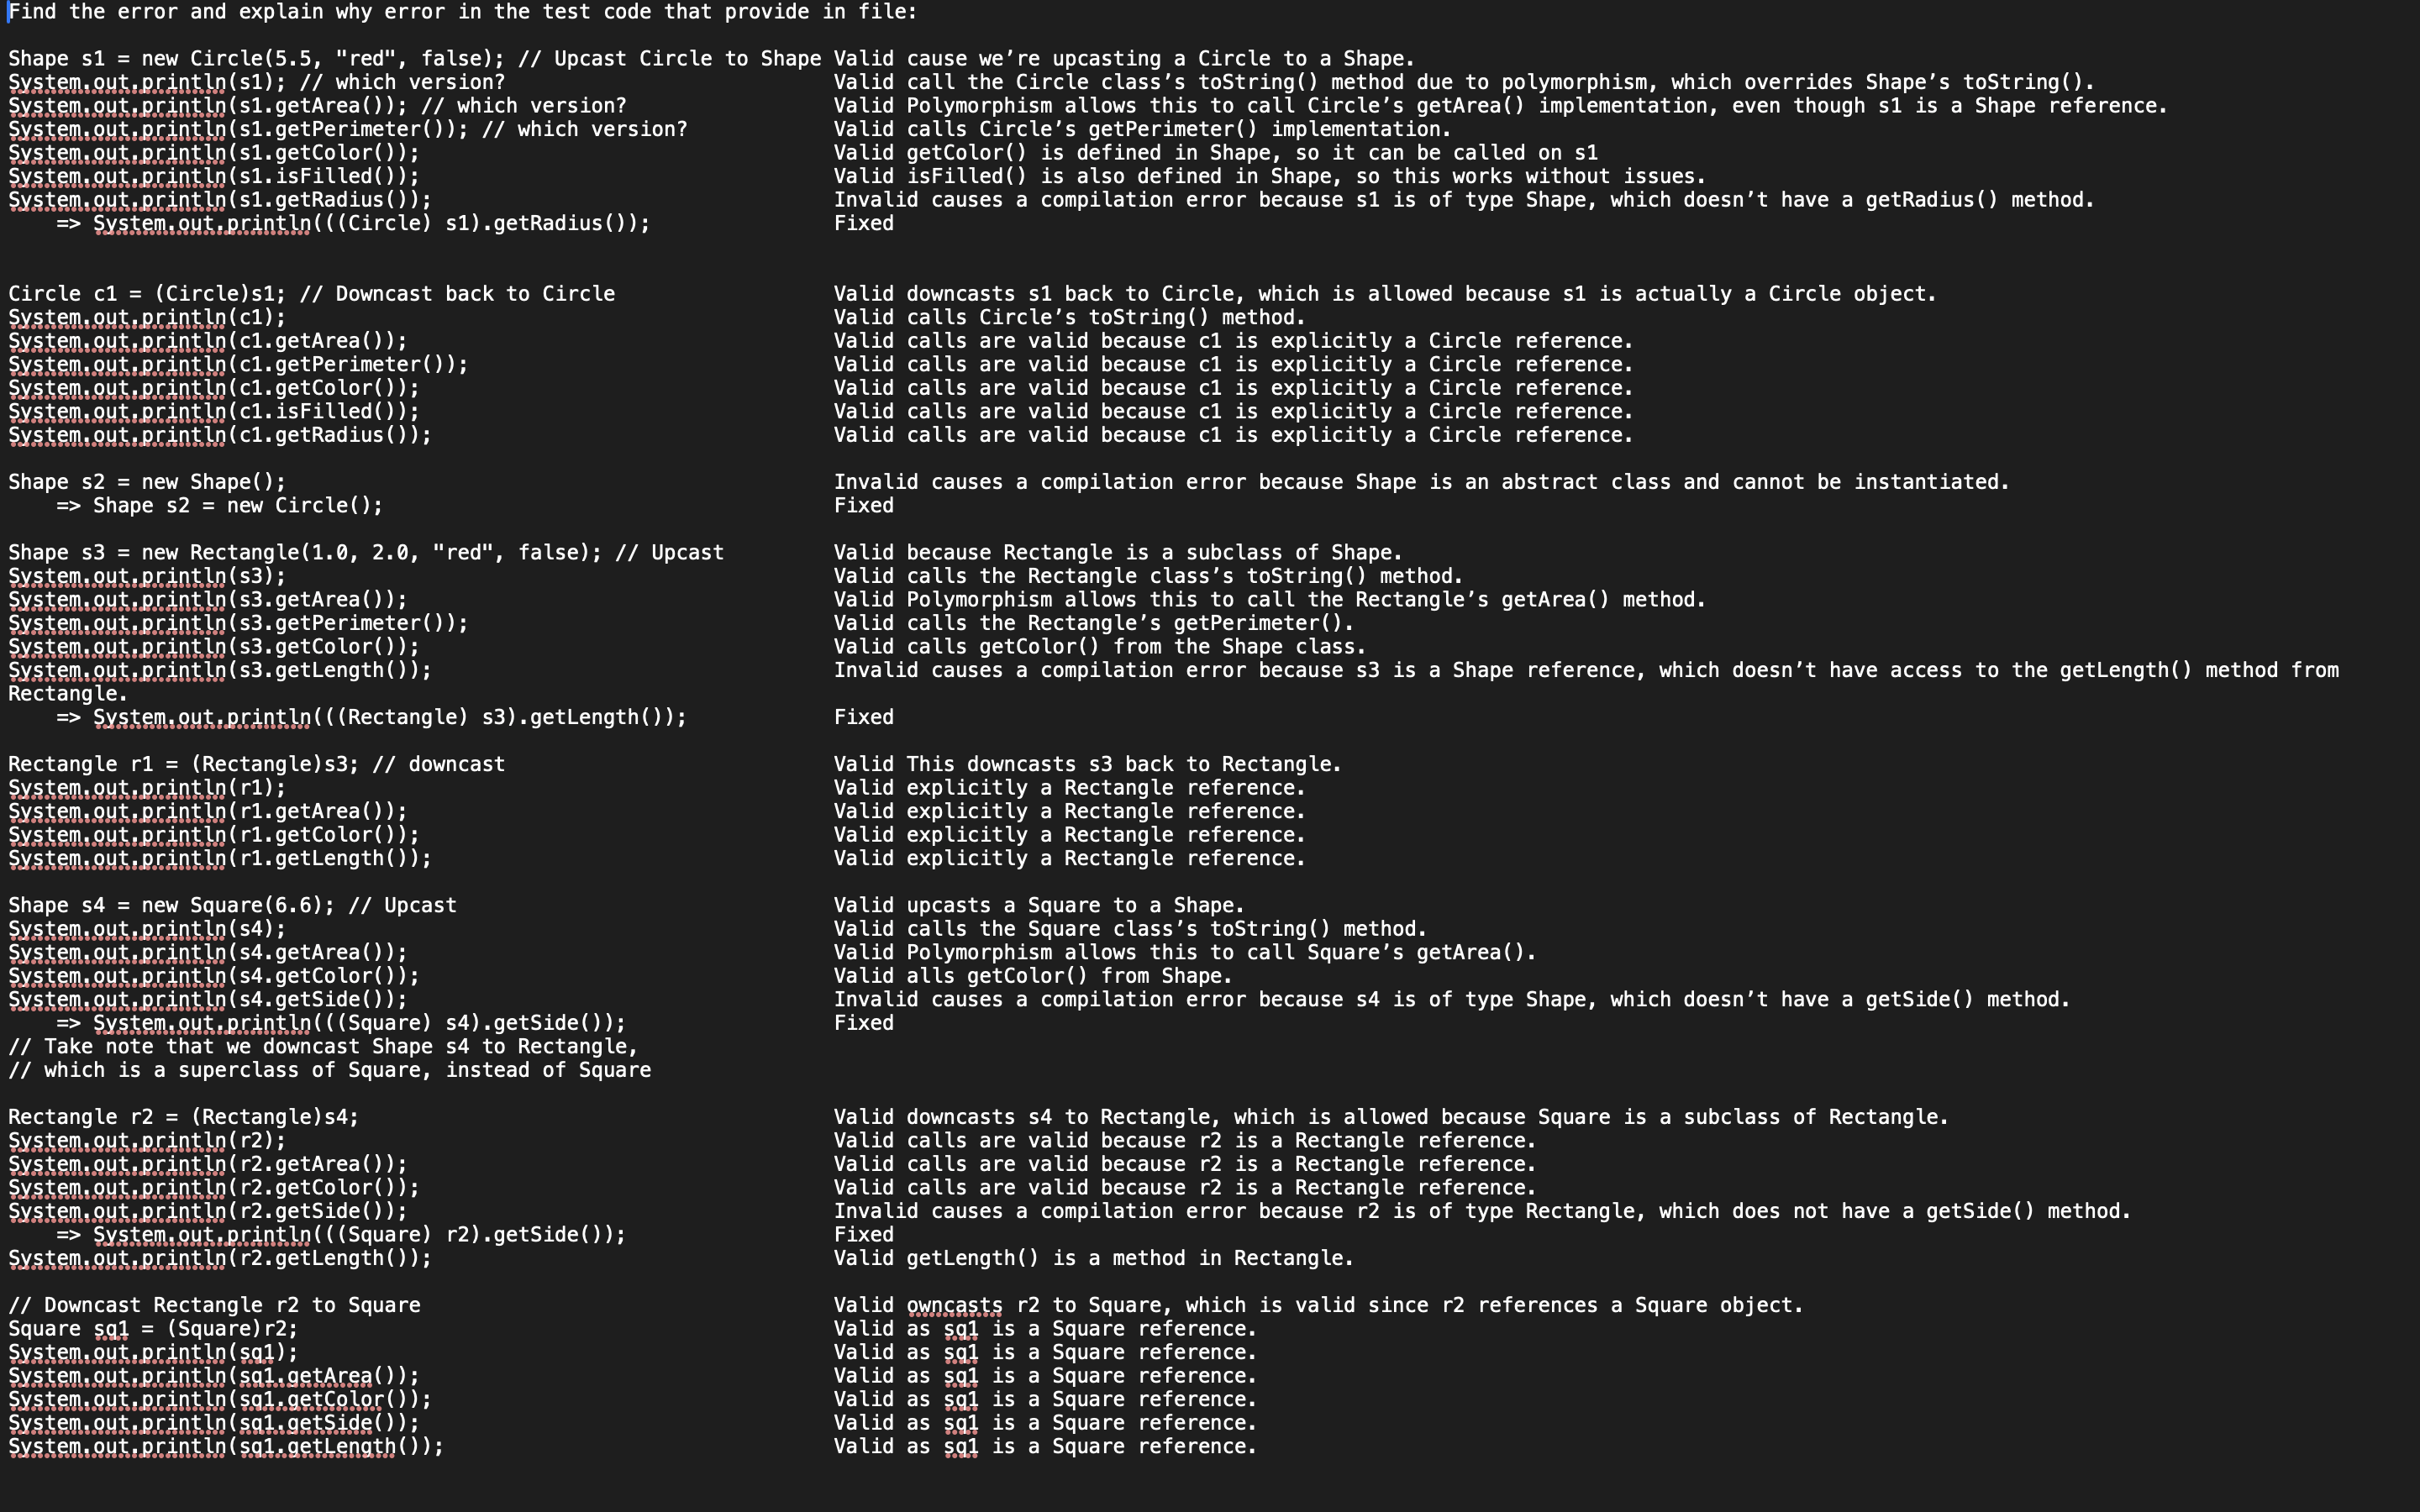 Find the error and explain why error in the test code that provide in file:
Shape s1 = new Circle(5.5, "red", false); // Upcast Circle to Shape Valid cause we’re upcasting a Circle to a Shape.
System.out.println(s1); // which version? Valid call the Circle class’s toString() method due to polymorphism, which overrides Shape’s toString().
System.out.println(s1.getArea()); // which version? Valid Polymorphism allows this to call Circle’s getArea() implementation, even though s1 is a Shape reference.
System.out.println(s1.getPerimeter()); // which version? Valid calls Circle’s getPerimeter() implementation.
System.out.println(s1.getColor()); Valid getColor() is defined in Shape, so it can be called on s1
System.out.println(s1.isFilled()); Valid isFilled() is also defined in Shape, so this works without issues.
System.out.println(s1.getRadius()); Invalid causes a compilation error because s1 is of type Shape, which doesn’t have a getRadius() method.
=> System.out.println(((Circle) s1).getRadius()); Fixed
Circle c1 = (Circle)s1; // Downcast back to Circle Valid downcasts s1 back to Circle, which is allowed because s1 is actually a Circle object.
System.out.println(c1); Valid calls Circle’s toString() method.
System.out.println(c1.getArea()); Valid calls are valid because c1 is explicitly a Circle reference.
System.out.println(c1.getPerimeter()); Valid calls are valid because c1 is explicitly a Circle reference.
System.out.println(c1.getColor()); Valid calls are valid because c1 is explicitly a Circle reference.
System.out.println(c1.isFilled()); Valid calls are valid because c1 is explicitly a Circle reference.
System.out.println(c1.getRadius()); Valid calls are valid because c1 is explicitly a Circle reference.
Shape s2 = new Shape(); Invalid causes a compilation error because Shape is an abstract class and cannot be instantiated.
=> Shape s2 = new Circle(); Fixed
Shape s3 = new Rectangle(1.0, 2.0, "red", false); // Upcast Valid because Rectangle is a subclass of Shape.
System.out.println(s3); Valid calls the Rectangle class’s toString() method.
System.out.println(s3.getArea()); Valid Polymorphism allows this to call the Rectangle’s getArea() method.
System.out.println(s3.getPerimeter()); Valid calls the Rectangle’s getPerimeter().
System.out.println(s3.getColor()); Valid calls getColor() from the Shape class.
System.out.println(s3.getLength()); Invalid causes a compilation error because s3 is a Shape reference, which doesn’t have access to the getLength() method from
Rectangle.
=> System.out.println(((Rectangle) s3).getLength()); Fixed
Rectangle r1 = (Rectangle)s3; // downcast Valid This downcasts s3 back to Rectangle.
System.out.println(r1); Valid explicitly a Rectangle reference.
System.out.println(r1.getArea()); Valid explicitly a Rectangle reference.
System.out.println(r1.getColor()); Valid explicitly a Rectangle reference.
System.out.println(r1.getLength()); Valid explicitly a Rectangle reference.
Shape s4 = new Square(6.6); // Upcast Valid upcasts a Square to a Shape.
System.out.println(s4); Valid calls the Square class’s toString() method.
System.out.println(s4.getArea()); Valid Polymorphism allows this to call Square’s getArea().
System.out.println(s4.getColor()); Valid alls getColor() from Shape.
System.out.println(s4.getSide()); Invalid causes a compilation error because s4 is of type Shape, which doesn’t have a getSide() method.
=> System.out.println(((Square) s4).getSide()); Fixed
// Take note that we downcast Shape s4 to Rectangle,
// which is a superclass of Square, instead of Square
Rectangle r2 = (Rectangle)s4; Valid downcasts s4 to Rectangle, which is allowed because Square is a subclass of Rectangle.
System.out.println(r2); Valid calls are valid because r2 is a Rectangle reference.
System.out.println(r2.getArea()); Valid calls are valid because r2 is a Rectangle reference.
System.out.println(r2.getColor()); Valid calls are valid because r2 is a Rectangle reference.
System.out.println(r2.getSide()); Invalid causes a compilation error because r2 is of type Rectangle, which does not have a getSide() method.
=> System.out.println(((Square) r2).getSide()); Fixed
System.out.println(r2.getLength()); Valid getLength() is a method in Rectangle.
// Downcast Rectangle r2 to Square Valid owncasts r2 to Square, which is valid since r2 references a Square object.
Square sq1 = (Square)r2; Valid as sq1 is a Square reference.
System.out.println(sq1); Valid as sq1 is a Square reference.
System.out.println(sq1.getArea()); Valid as sq1 is a Square reference.
System.out.println(sq1.getColor()); Valid as sq1 is a Square reference.
System.out.println(sq1.getSide()); Valid as sq1 is a Square reference.
System.out.println(sq1.getLength()); Valid as sq1 is a Square reference.